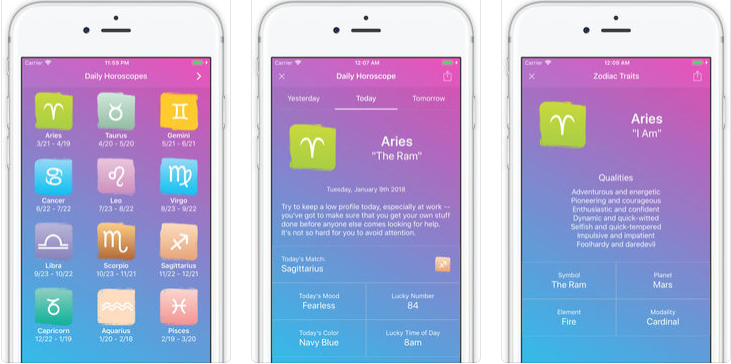 Carrier 11:59 PM
Daily Horoscopes
Aries Taurus Gemini
3/21 - 4/19 4/20 - 5/20 5/21 - 6/21
Cancer Leo Virgo
6/22 - 7/22 7/23 - 8/22 8/23 - 9/22
Libra Scorpio Sagittarius
9/23 - 10/22 10/23 - 11/21 11/22 - 12/21
Capricorn Aquarius Pisces
12/22 - 1/19 1/20 - 2/18 2/19 - 3/20
Carrier 12:07 AM
Daily Horoscope
Yesterday Today Tomorrow
Aries
"The Ram"
Tuesday, January 9th 2018
Try to keep a low profile today, especially at work --
you've got to make sure that you get your own stuff
done before anyone else comes looking for help.
It's not so hard for you to avoid attention.
Today's Match:
Sagittarius
Today's Mood Lucky Number
Fearless 84
Today's Color Lucky Time of Day
Navy Blue 8am
Carrier 12:09 AM
Zodiac Traits
Aries
"I Am"
Qualities
Adventurous and energetic
Pioneering and courageous
Enthusiastic and confident
Dynamic and quick-witted
Selfish and quick-tempered
Impulsive and impatient
Foolhardy and daredevil
Symbol Planet
The Ram Mars
Element Modality
Fire Cardinal